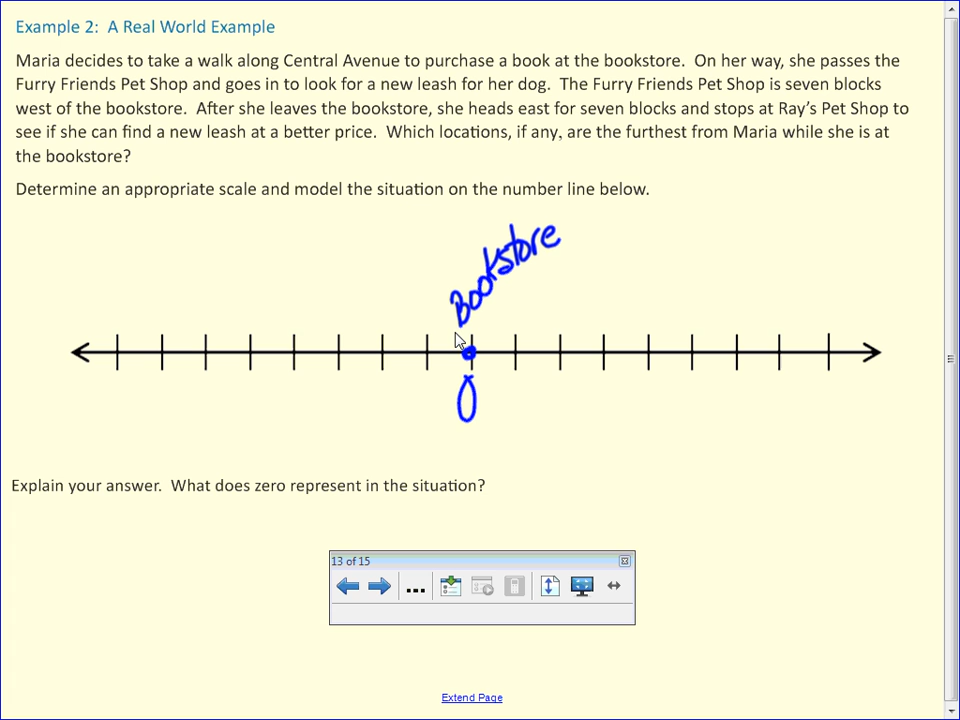 Example 2:  A Real World Example
Maria decides to take a walk along Central Avenue to purchase a book at the bookstore.  On her way, she passes the
Furry Friends Pet Shop and goes in to look for a new leash for her dog.  The Furry Friends Pet Shop is seven blocks
west of the bookstore.  After she leaves the bookstore, she heads east for seven blocks and stops at Ray's Pet Shop to
see if she can find a new leash at a better price.  Which locations, if any, are the furthest from Maria while she is at
the bookstore?
Determine an appropriate scale and model the situation on the number line below.
Bookstore
0
Explain your answer.  What does zero represent in the situation?
13 of 15
Extend Page